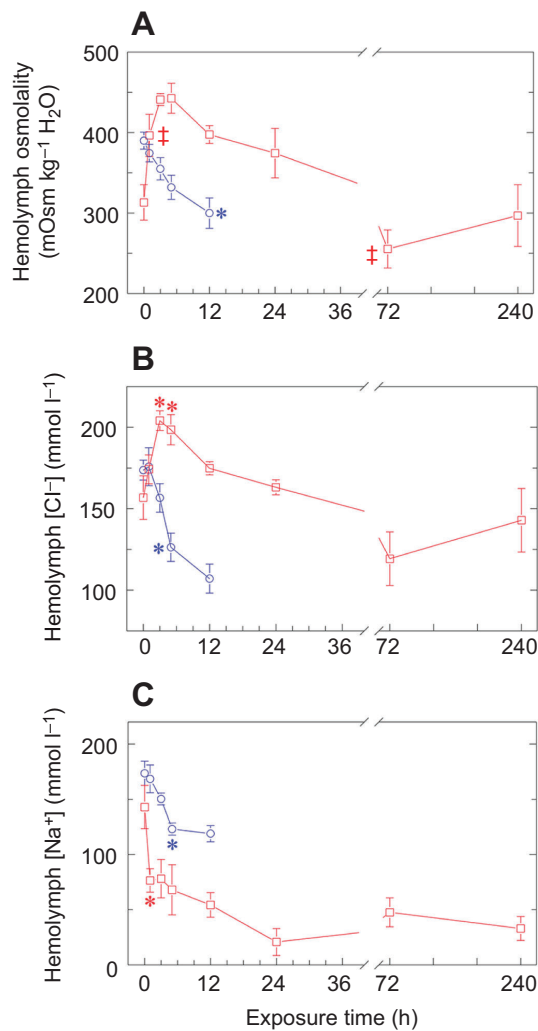 A
Hemolymph osmolality
(mOsm kg⁻¹ H₂O)
500
400
300
200
‡
*
‡
0 12 24 36 72 240
B
Hemolymph [Cl⁻] (mmol l⁻¹)
200
150
100
* *
*
0 12 24 36 72 240
C
Hemolymph [Na⁺] (mmol l⁻¹)
200
100
0
*
*
0 12 24 36 72 240
Exposure time (h)